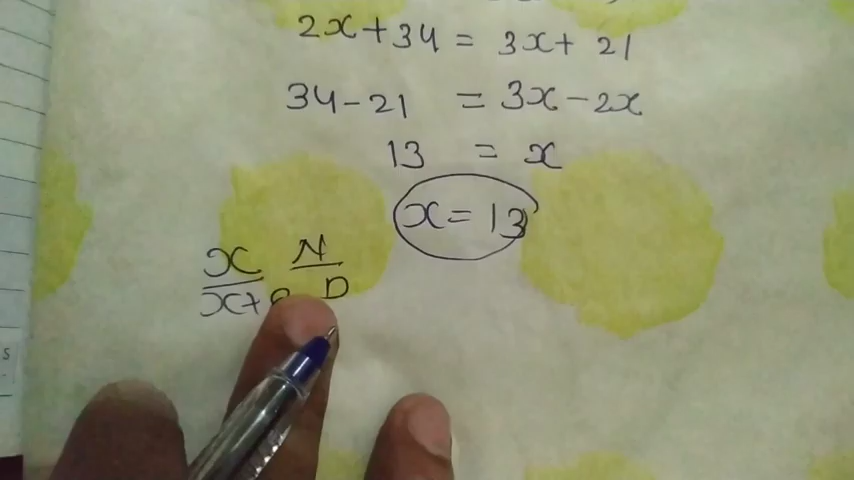 2x+34 = 3x+ 21
34-21 = 3x-2x
13 = x
x = 13
x N
x+ D